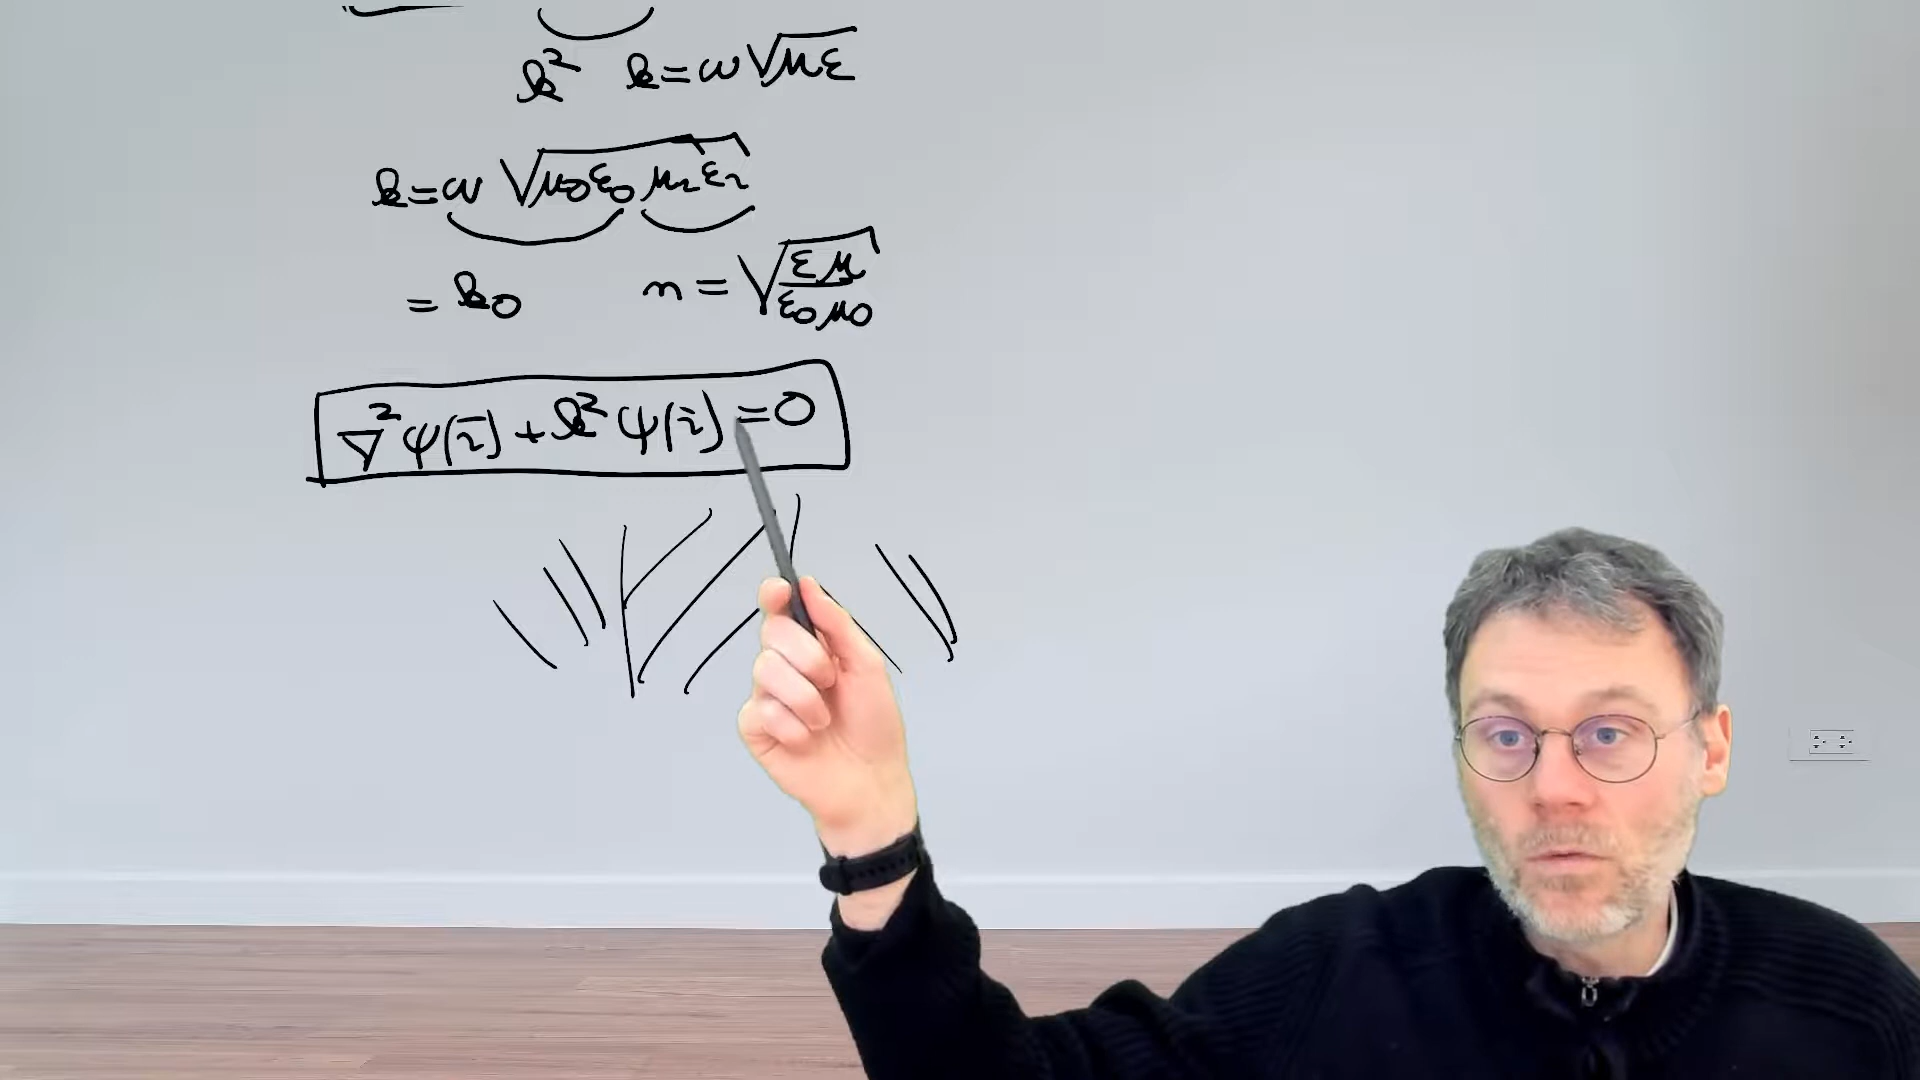 k² k=ω√με
k=ω √μ₀ε₀ μᵣεᵣ
= k₀ n = √εμ/ε₀μ₀
∇²ψ(r̄)+k²ψ(r̄)=0